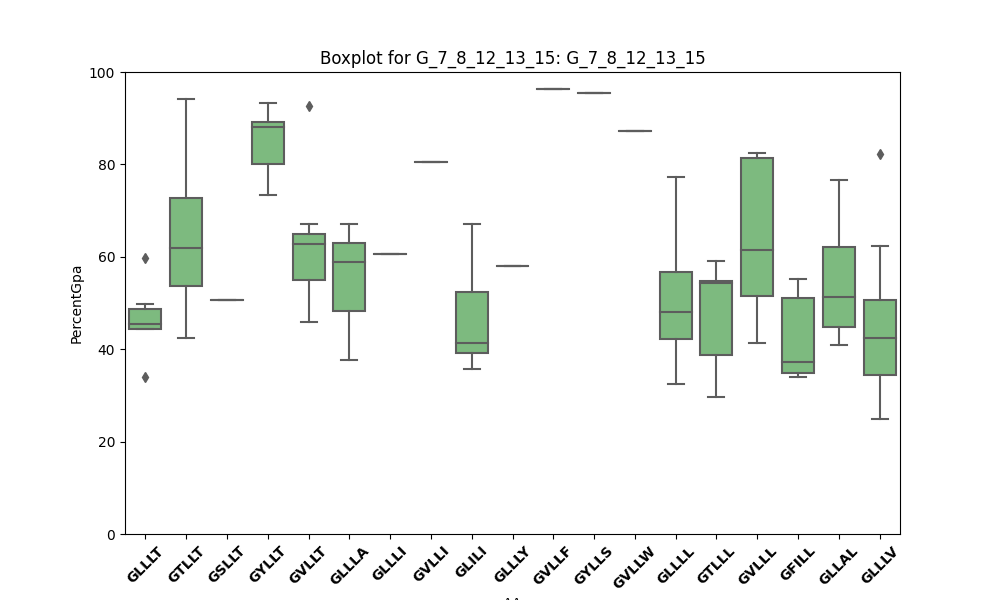 Boxplot for G_7_8_12_13_15: G_7_8_12_13_15
PercentGpa
100
80
60
40
20
0
GLLLT
GTLLT
GSLLT
GYLLT
GVLLT
GLLLA
GLLLI
GVLLI
GLILI
GLLLY
GVLLF
GYLLS
GVLLW
GLLLL
GTLLL
GVLLL
GFILL
GLLAL
GLLLV